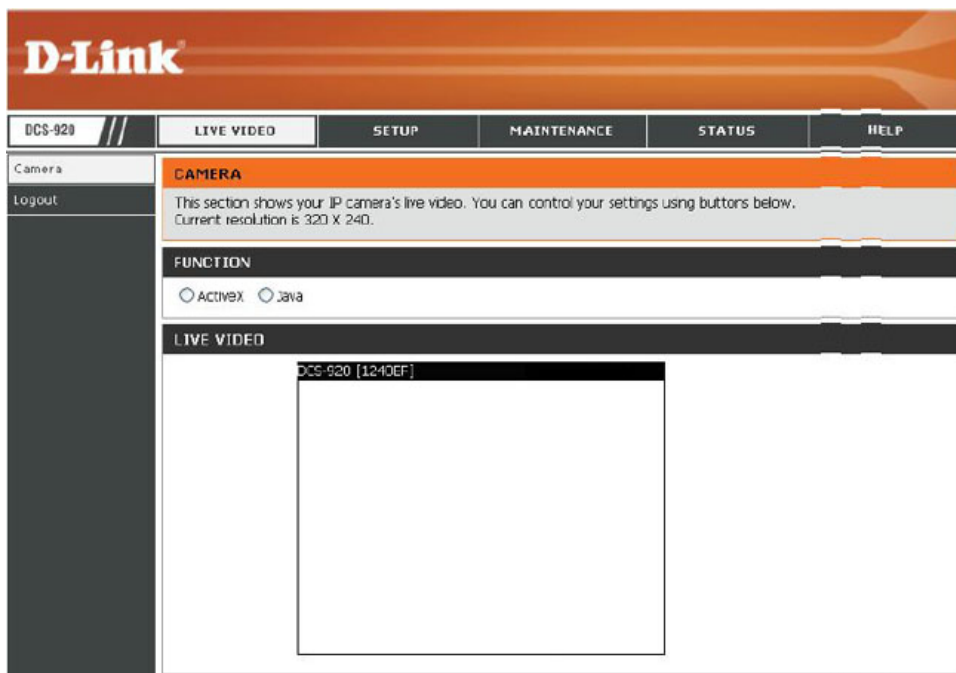 D-Link
DCS-920
LIVE VIDEO
SETUP
MAINTENANCE
STATUS
HELP
Camera
Logout
CAMERA
This section shows your IP camera's live video. You can control your settings using buttons below.
Current resolution is 320 X 240.
FUNCTION
ActiveX
Java
LIVE VIDEO
DCS-920 [1240EF]